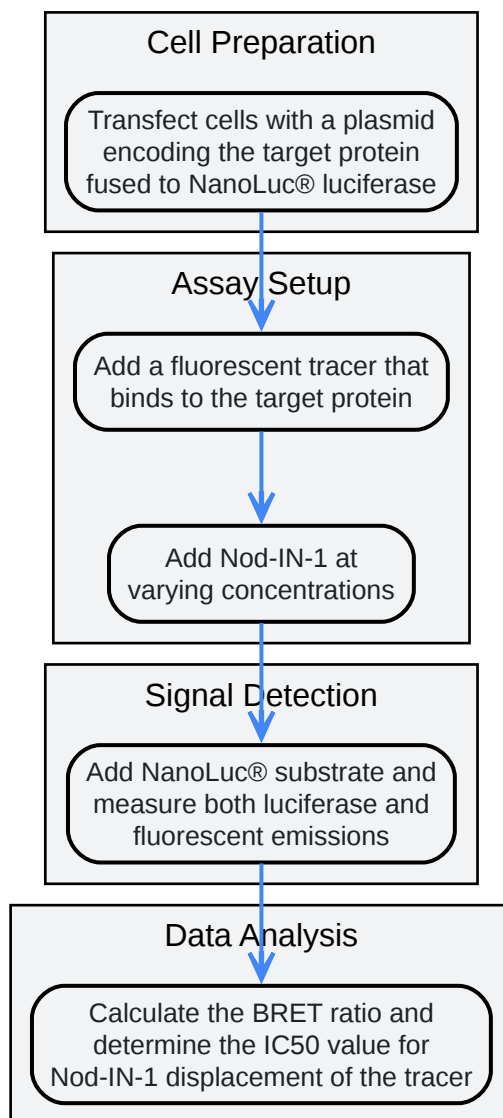 Cell Preparation
Transfect cells with a plasmid
encoding the target protein
fused to NanoLuc® luciferase
Assay Setup
Add a fluorescent tracer that
binds to the target protein
Add Nod-IN-1 at
varying concentrations
Signal Detection
Add NanoLuc® substrate and
measure both luciferase and
fluorescent emissions
Data Analysis
Calculate the BRET ratio and
determine the IC50 value for
Nod-IN-1 displacement of the tracer